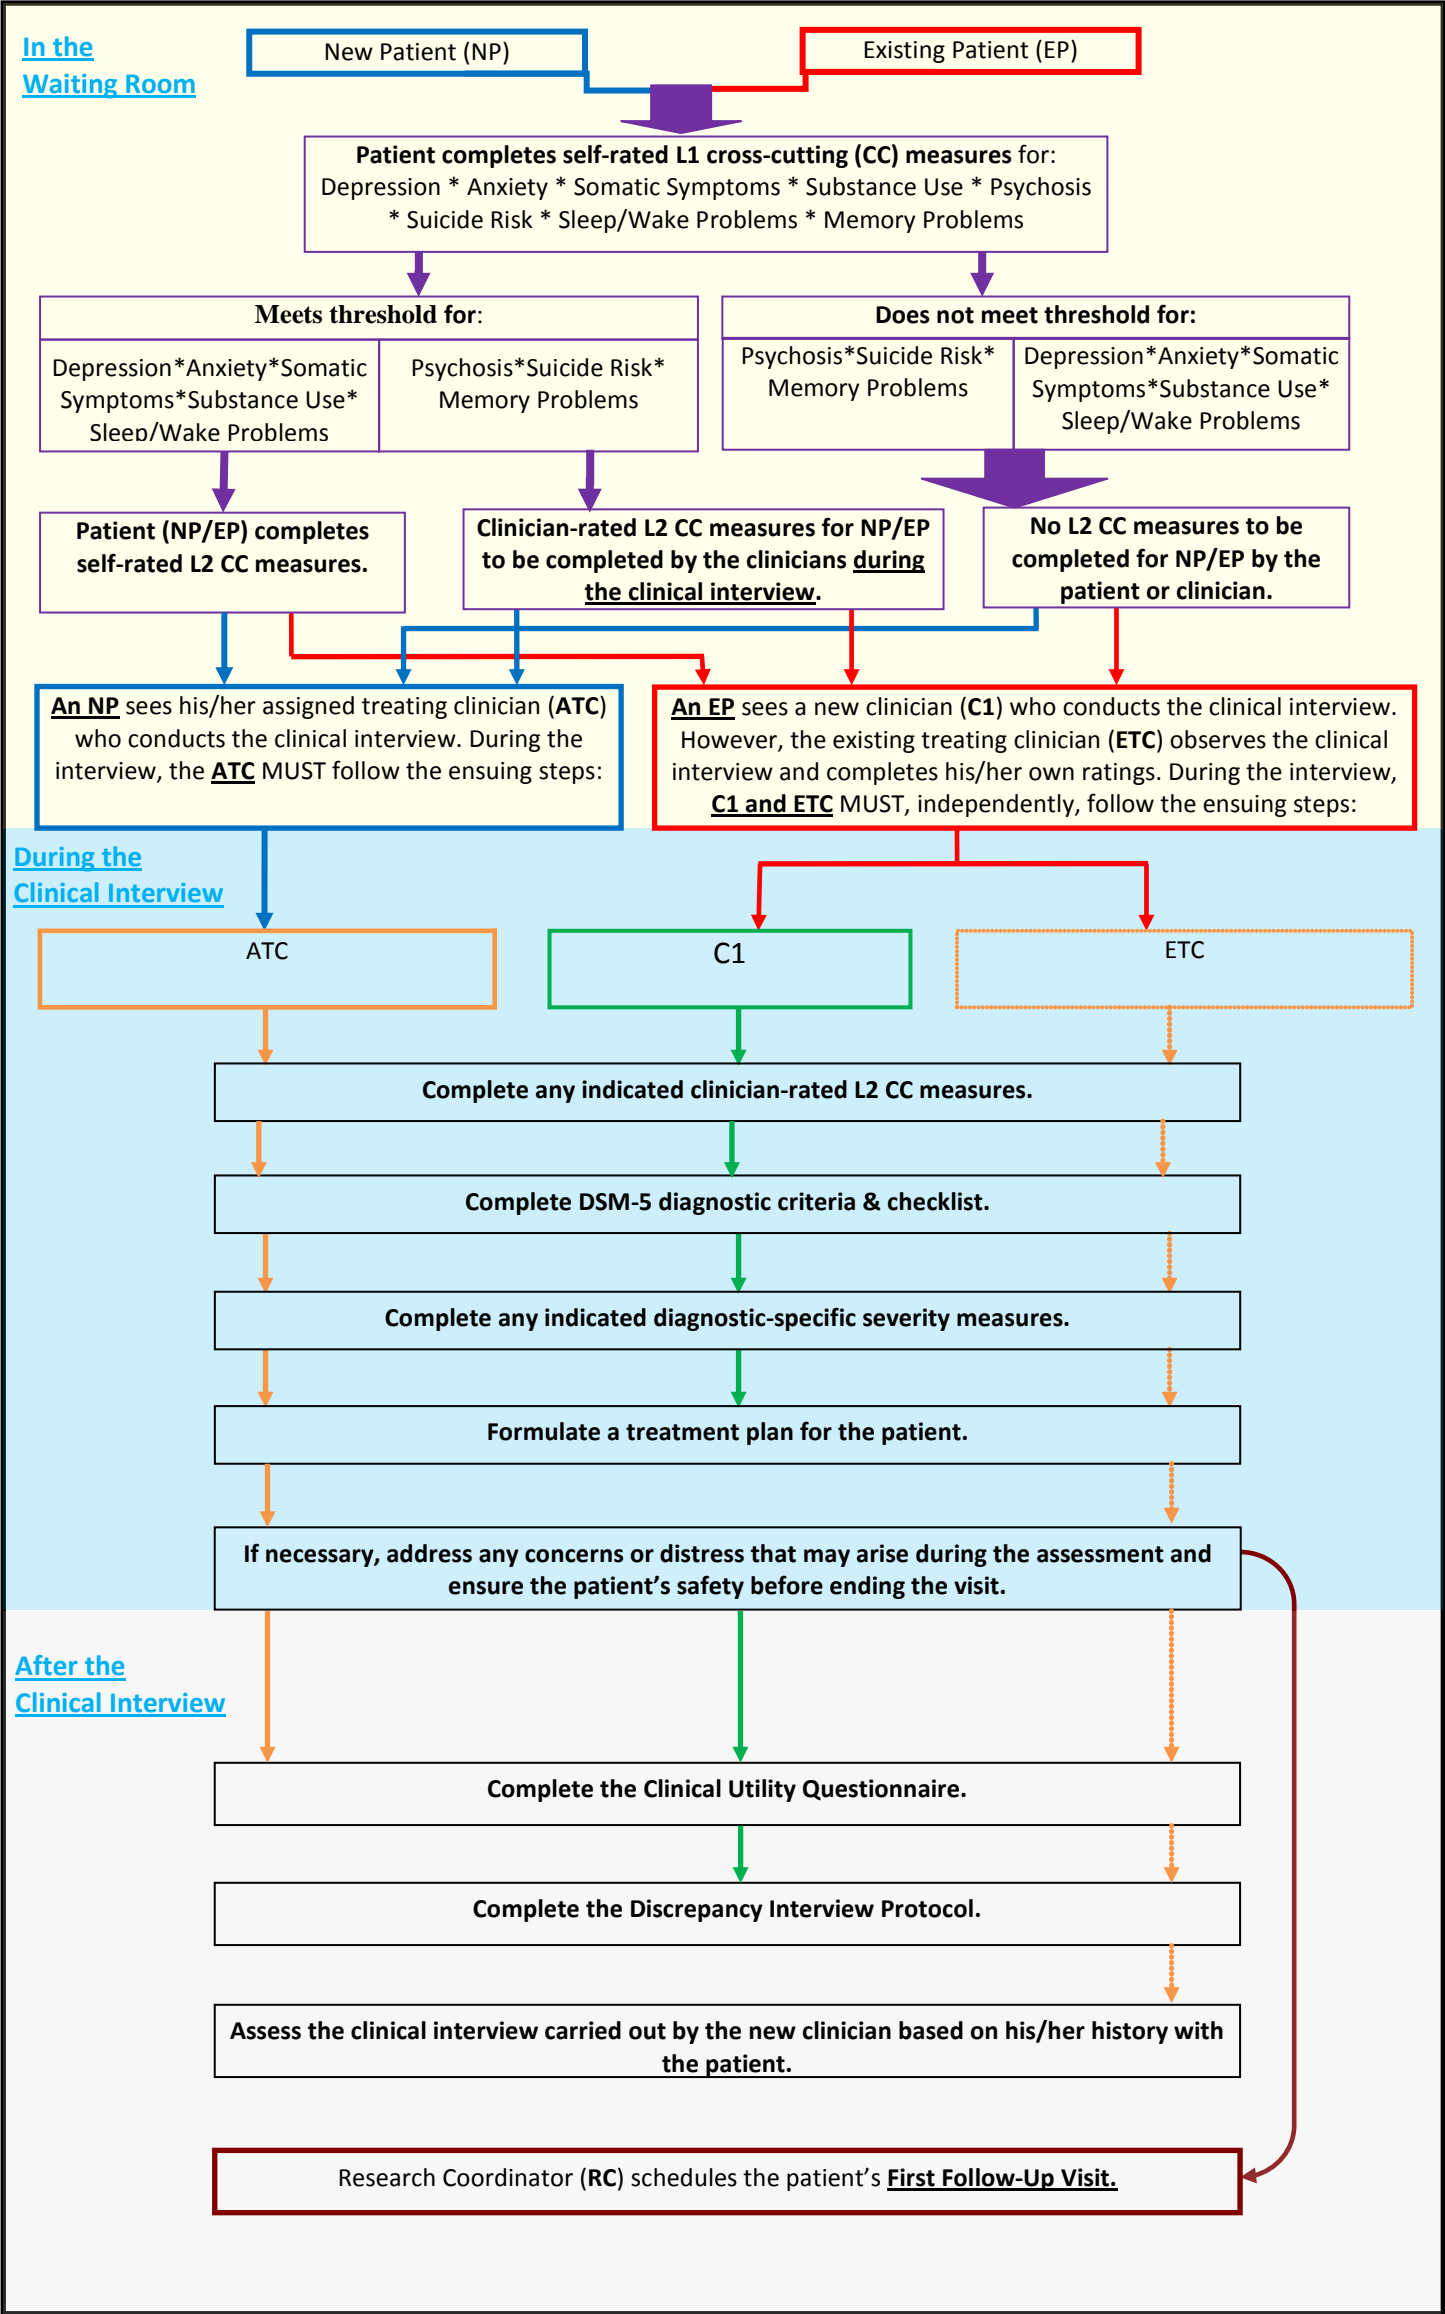 In the
Waiting Room
New Patient (NP)
Existing Patient (EP)
Patient completes self-rated L1 cross-cutting (CC) measures for:
Depression * Anxiety * Somatic Symptoms * Substance Use * Psychosis
* Suicide Risk * Sleep/Wake Problems * Memory Problems
Meets threshold for:
Depression*Anxiety*Somatic
Symptoms*Substance Use*
Sleep/Wake Problems
Psychosis*Suicide Risk*
Memory Problems
Does not meet threshold for:
Psychosis*Suicide Risk*
Memory Problems
Depression*Anxiety*Somatic
Symptoms*Substance Use*
Sleep/Wake Problems
Patient (NP/EP) completes
self-rated L2 CC measures.
Clinician-rated L2 CC measures for NP/EP
to be completed by the clinicians during
the clinical interview.
No L2 CC measures to be
completed for NP/EP by the
patient or clinician.
An NP sees his/her assigned treating clinician (ATC)
who conducts the clinical interview. During the
interview, the ATC MUST follow the ensuing steps:
An EP sees a new clinician (C1) who conducts the clinical interview.
However, the existing treating clinician (ETC) observes the clinical
interview and completes his/her own ratings. During the interview,
C1 and ETC MUST, independently, follow the ensuing steps:
During the
Clinical Interview
ATC
C1
ETC
Complete any indicated clinician-rated L2 CC measures.
Complete DSM-5 diagnostic criteria & checklist.
Complete any indicated diagnostic-specific severity measures.
Formulate a treatment plan for the patient.
If necessary, address any concerns or distress that may arise during the assessment and
ensure the patient's safety before ending the visit.
After the
Clinical Interview
Complete the Clinical Utility Questionnaire.
Complete the Discrepancy Interview Protocol.
Assess the clinical interview carried out by the new clinician based on his/her history with
the patient.
Research Coordinator (RC) schedules the patient's First Follow-Up Visit.